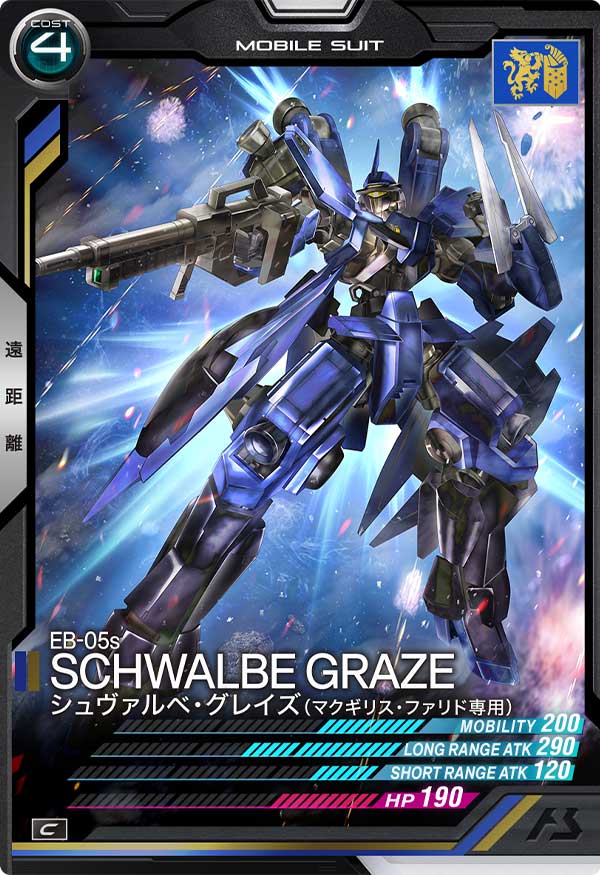 COST
4
MOBILE SUIT
遠距離
EB-05s
SCHWALBE GRAZE
シュヴァルベ・グレイズ(マクギリス・ファリド専用)
MOBILITY 200
LONG RANGE ATK 290
SHORT RANGE ATK 120
HP 190
C